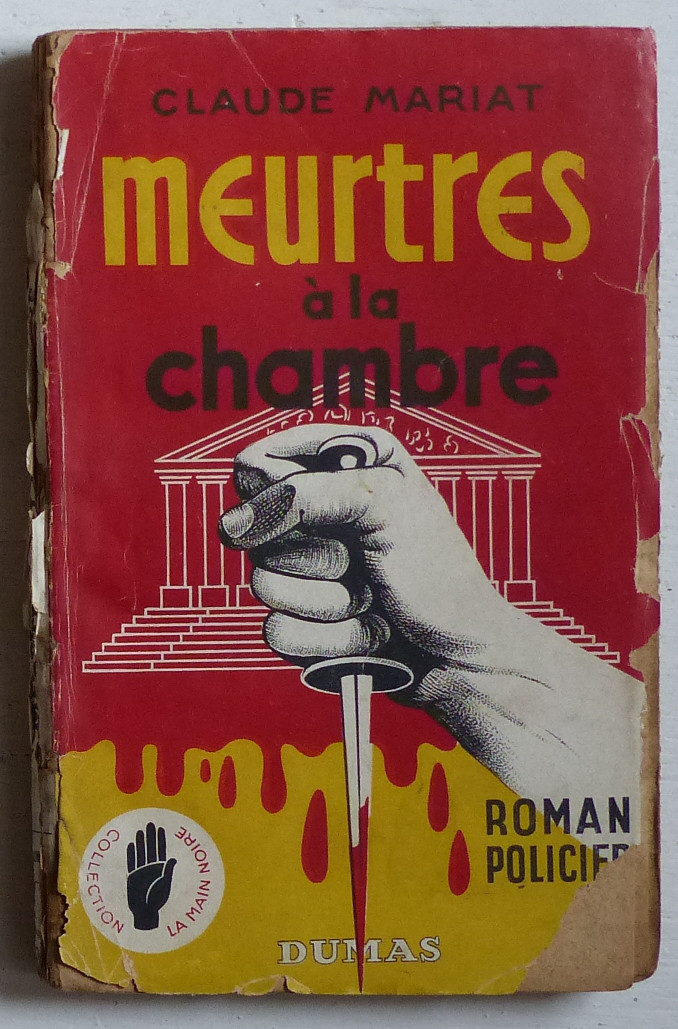 CLAUDE MARIAT
meurtres
à la
chambre
ROMAN
POLICIER
COLLECTION
LA MAIN NOIRE
DUMAS